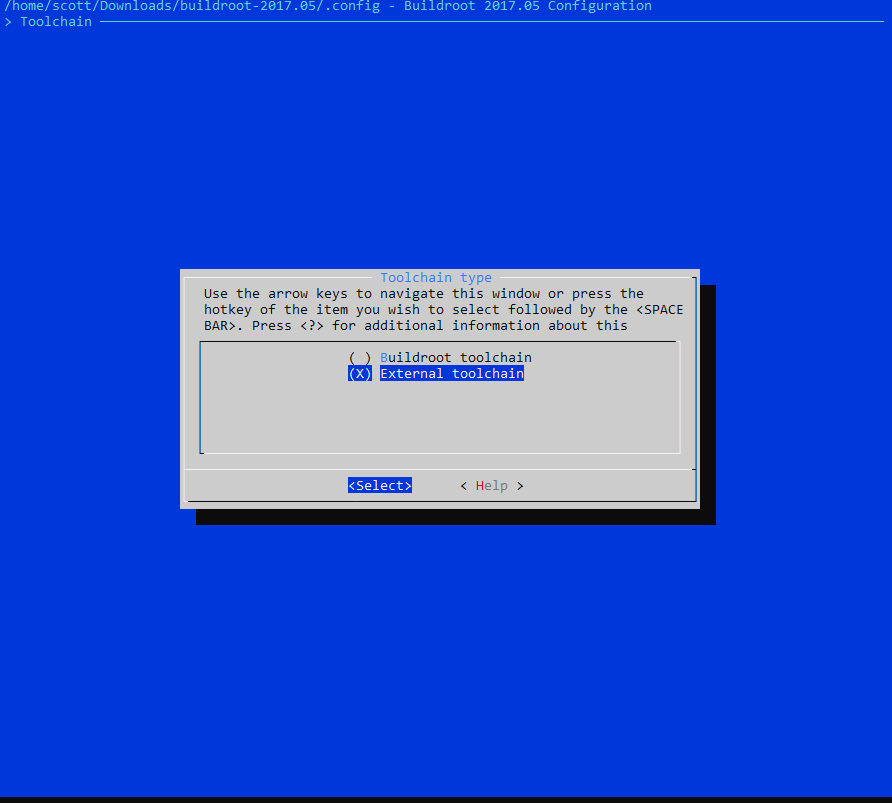 /home/scott/Downloads/buildroot-2017.05/.config - Buildroot 2017.05 Configuration
> Toolchain
Toolchain type
Use the arrow keys to navigate this window or press the
hotkey of the item you wish to select followed by the <SPACE
BAR>. Press <?> for additional information about this
( ) Buildroot toolchain
(X) External toolchain
<Select> < Help >